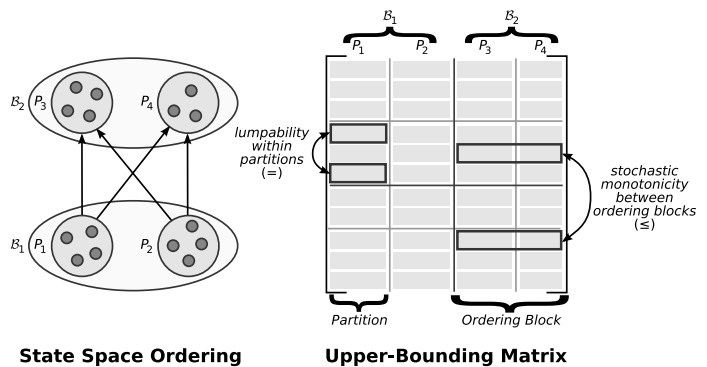 B₂ P₃ P₄
B₁ P₁ P₂
State Space Ordering
B₁ B₂
P₁ P₂ P₃ P₄
lumpability
within
partitions
(=)
stochastic
monotonicity
between
ordering blocks
(≤)
Partition Ordering Block
Upper-Bounding Matrix